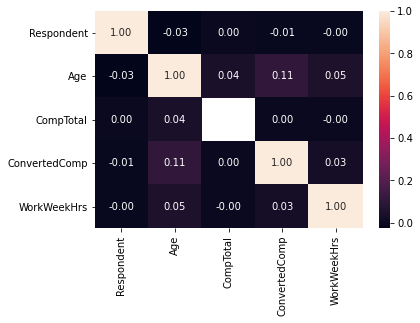 Respondent 1.00 -0.03 0.00 -0.01 -0.00
Age -0.03 1.00 0.04 0.11 0.05
CompTotal 0.00 0.04 0.00 -0.00
ConvertedComp -0.01 0.11 0.00 1.00 0.03
WorkWeekHrs -0.00 0.05 -0.00 0.03 1.00
Respondent
Age
CompTotal
ConvertedComp
WorkWeekHrs
1.0
0.8
0.6
0.4
0.2
0.0